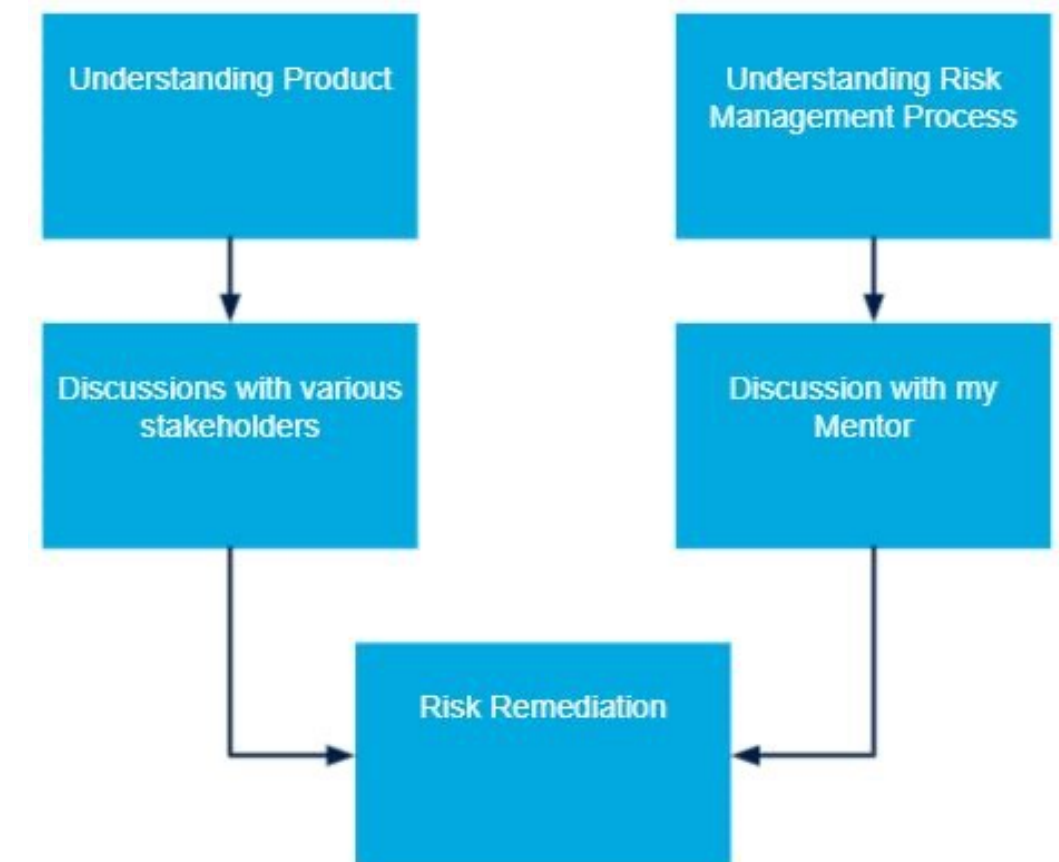 Understanding Product
Understanding Risk
Management Process
Discussions with various
stakeholders
Discussion with my
Mentor
Risk Remediation